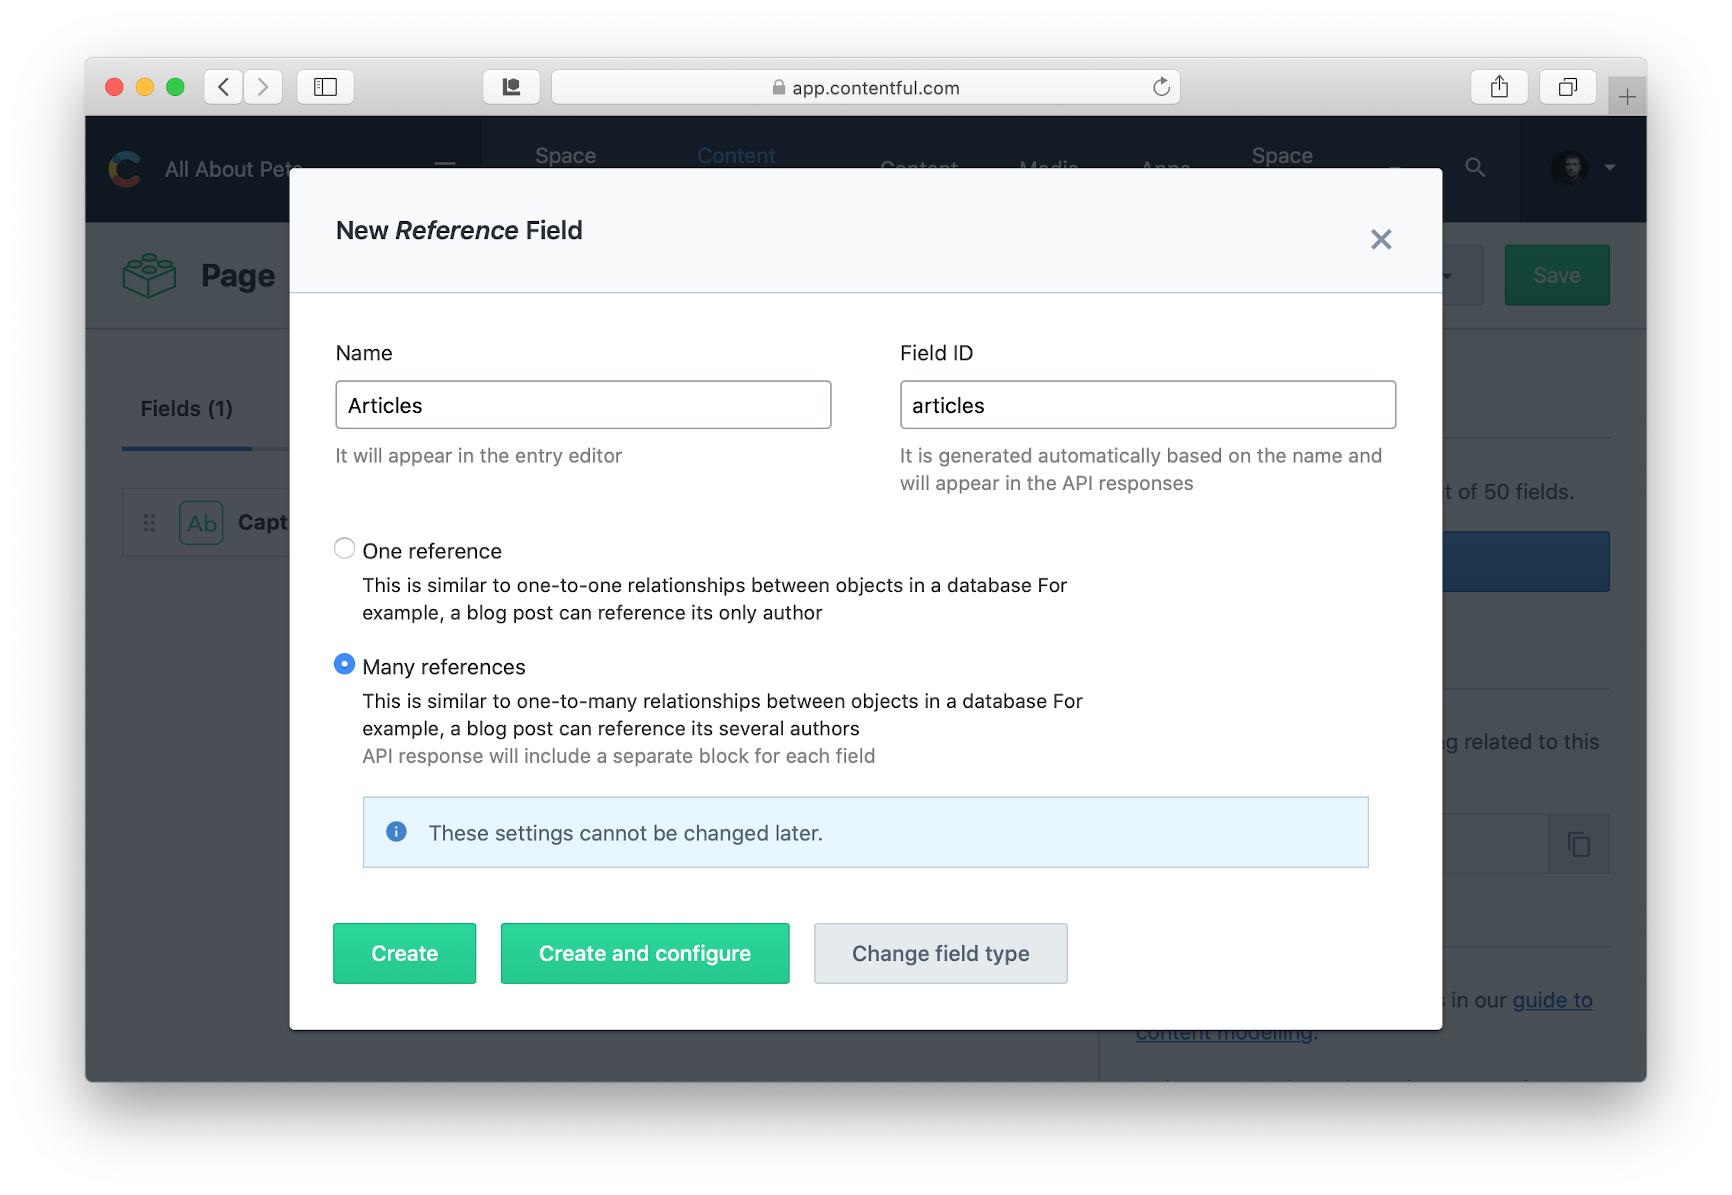 app.contentful.com
All About Pets
Space
Content
Content
Media
Apps
Space
New Reference Field
Page
Save
Name
Field ID
Articles
articles
Fields (1)
It will appear in the entry editor
It is generated automatically based on the name and
will appear in the API responses
t of 50 fields.
Ab
Capt
One reference
This is similar to one-to-one relationships between objects in a database For
example, a blog post can reference its only author
Many references
This is similar to one-to-many relationships between objects in a database For
example, a blog post can reference its several authors
API response will include a separate block for each field
g related to this
These settings cannot be changed later.
Create
Create and configure
Change field type
s in our guide to
content modelling.